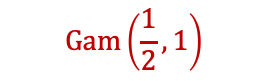 Gam (1/2, 1)